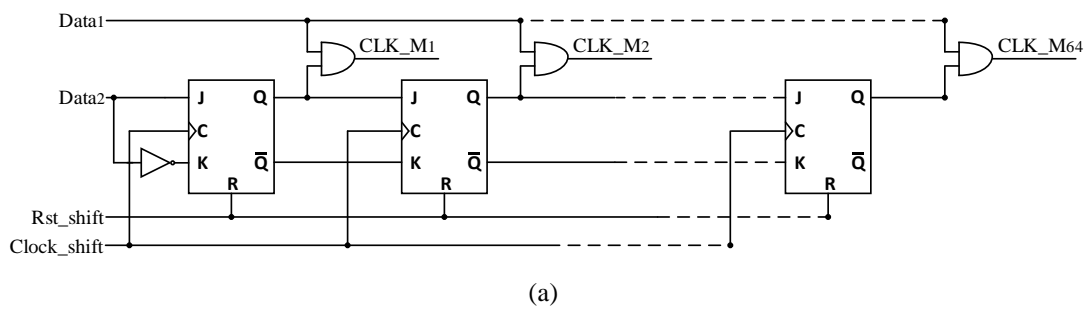 Data1
CLK_M1 CLK_M2 CLK_M64
Data2 J Q J Q J Q
C C C
K Q̅ K Q̅ K Q̅
R R R
Rst_shift
Clock_shift
(a)